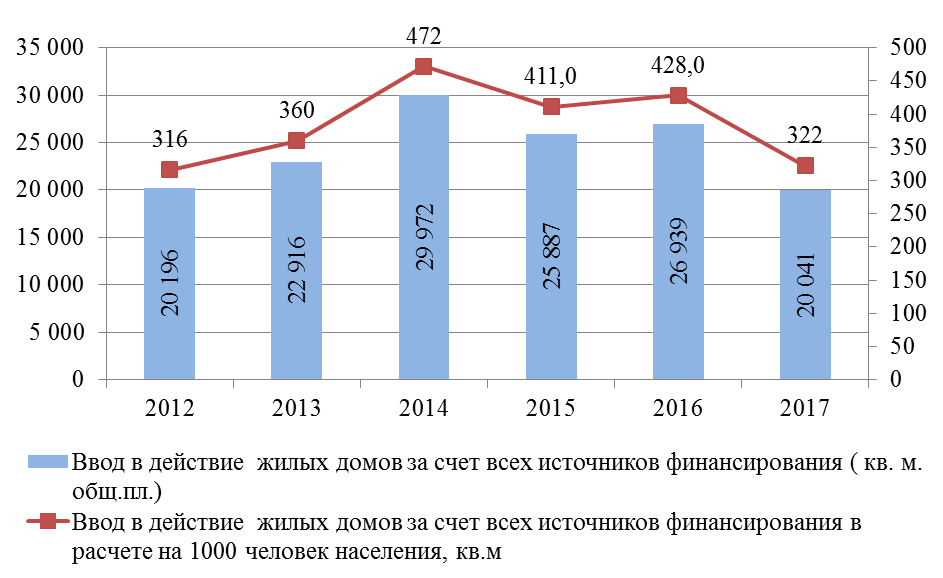 472
35 000 500
411,0 428,0
30 000 450
360 400
316 322
25 000 350
20 000 300
250
15 000 200
10 000 150
5 000 100
50
0 0
20 196 22 916 29 972 25 887 26 939 20 041
2012 2013 2014 2015 2016 2017
Ввод в действие жилых домов за счет всех источников финансирования ( кв. м.
общ.пл.)
Ввод в действие жилых домов за счет всех источников финансирования в
расчете на 1000 человек населения, кв.м